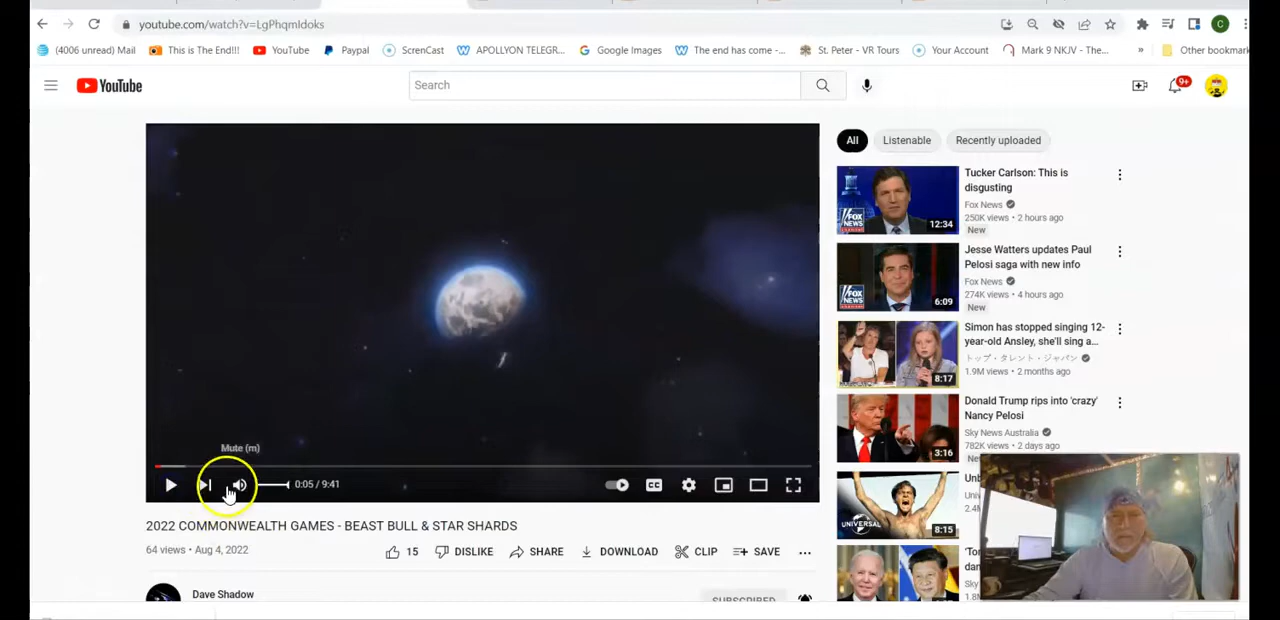 youtube.com/watch?v=LgPhqmIdoks
C
(4006 unread) Mail
This is The End!!!
YouTube
Paypal
ScrenCast
APOLLYON TELEGR...
Google Images
The end has come -...
St. Peter - VR Tours
Your Account
Mark 9 NKJV - The...
»
Other bookmark
YouTube
Search
9+
All
Listenable
Recently uploaded
Tucker Carlson: This is
disgusting
Fox News
250K views • 2 hours ago
New
12:34
Jesse Watters updates Paul
Pelosi saga with new info
Fox News
274K views • 4 hours ago
New
6:09
Simon has stopped singing 12-
year-old Ansley, she'll sing a...
トップ・タレント・ジャパン
1.9M views • 2 months ago
8:17
Donald Trump rips into 'crazy'
Nancy Pelosi
Sky News Australia
782K views • 2 days ago
3:16
UNIVERSAL
8:15
Mute (m)
0:05 / 9:41
CC
2022 COMMONWEALTH GAMES - BEAST BULL & STAR SHARDS
64 views • Aug 4, 2022
15
DISLIKE
SHARE
DOWNLOAD
CLIP
SAVE
...
Dave Shadow
SUBSCRIBED